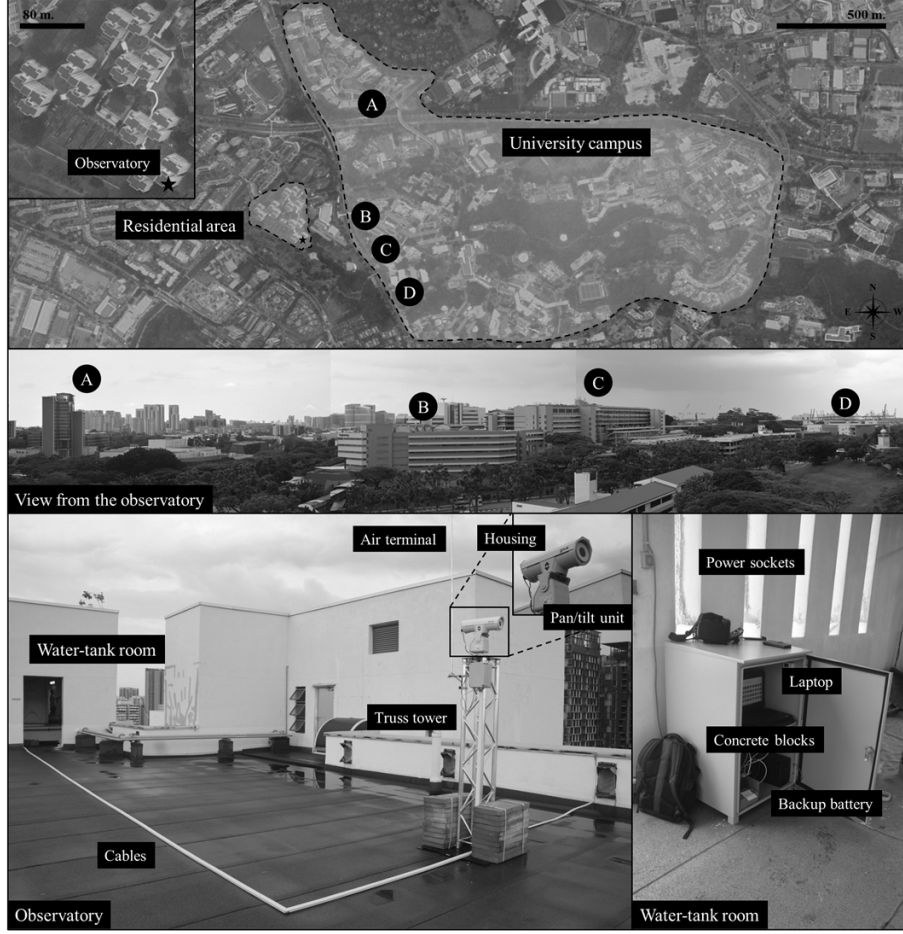 80 m.
500 m.
A
University campus
Observatory
Residential area
B
C
D
N
E W
S
A
B
C
D
View from the observatory
Air terminal
Housing
Pan/tilt unit
Water-tank room
Truss tower
Cables
Observatory
Power sockets
Laptop
Concrete blocks
Backup battery
Water-tank room